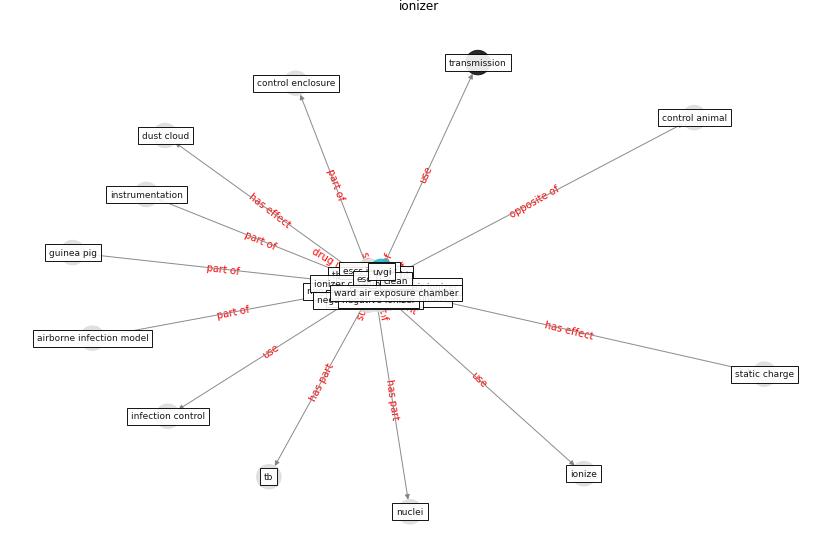 ionizer
transmission
control enclosure
control animal
dust cloud
use
part of
instrumentation
opposite of
has effect
part of
guinea pig
part of
drug
uvgi
clean
ward air exposure chamber
part of
airborne infection model
has effect
use
static charge
has part
has part
use
infection control
tb
ionize
nuclei